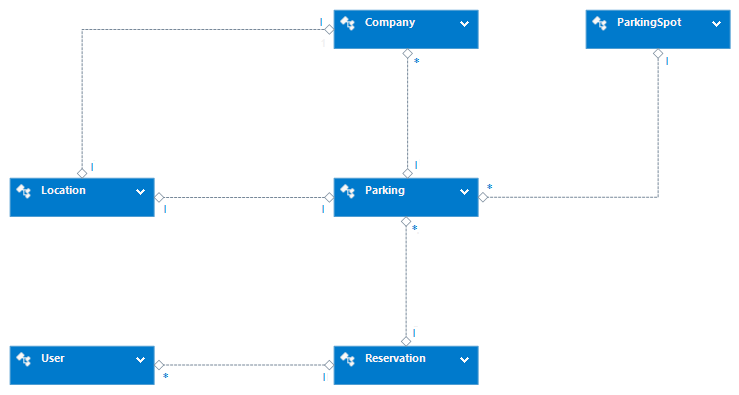 I
Company
ParkingSpot
*
I
I
I
Location
Parking
*
I
I
*
I
User
Reservation
*
I